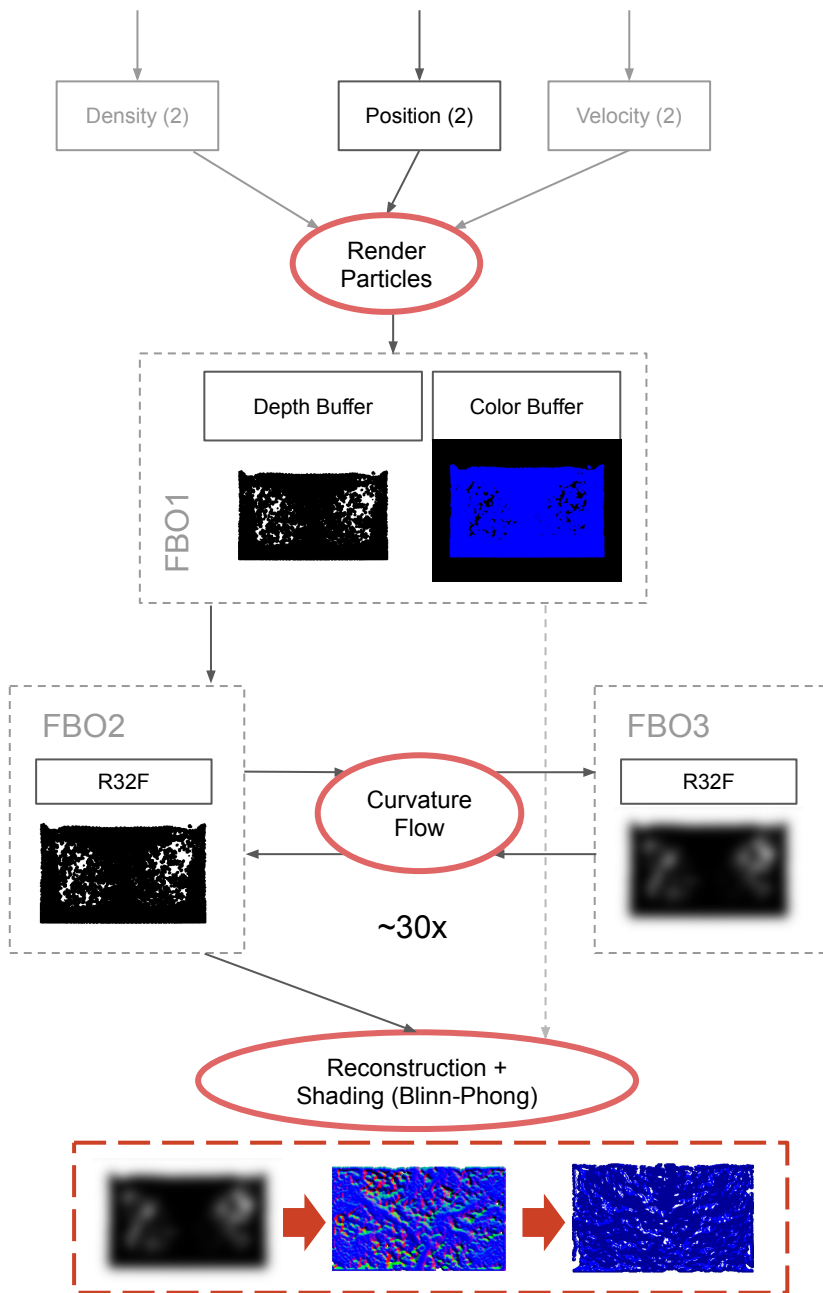 Density (2)
Position (2)
Velocity (2)
Render
Particles
Depth Buffer
Color Buffer
FBO1
FBO2
FBO3
R32F
R32F
Curvature
Flow
~30x
Reconstruction +
Shading (Blinn-Phong)